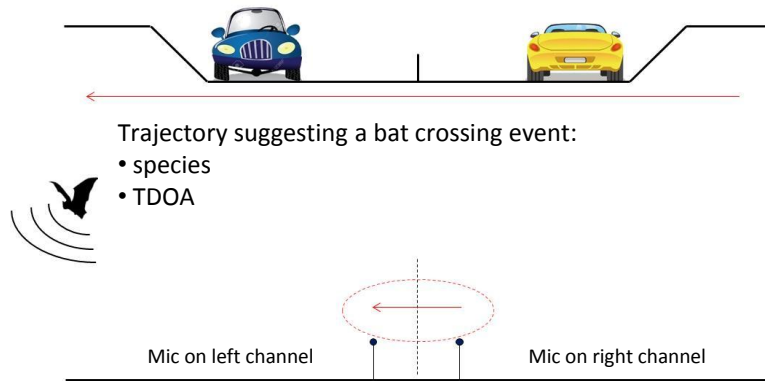 Trajectory suggesting a bat crossing event:
• species
• TDOA
Mic on left channel
Mic on right channel